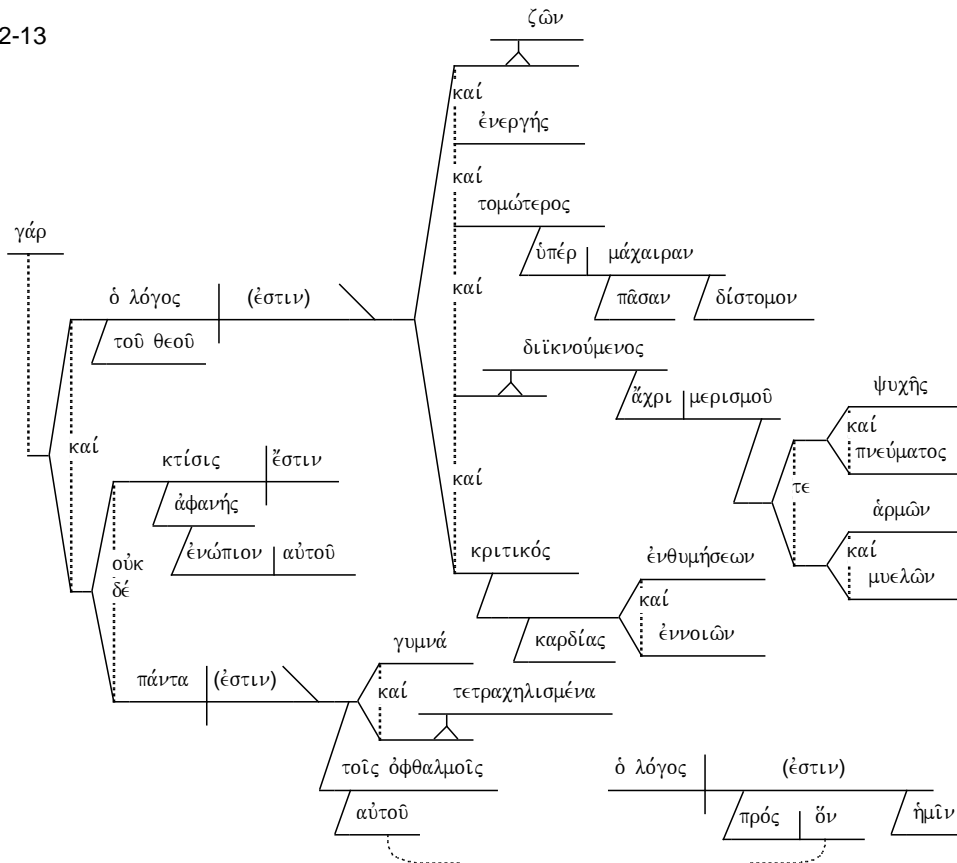 2-13
ζῶν
καί
ἐνεργής
καί
τομώτερος
γάρ
ὑπέρ μάχαιραν
ὁ λόγος (ἐστιν) καί πᾶσαν δίστομον
τοῦ θεοῦ
διϊκνούμενος
ἄχρι μερισμοῦ ψυχῆς
καί
καί πνεύματος
κτίσις ἔστιν καί τε
ἀφανής ἁρμῶν
ἐνώπιον αὐτοῦ κριτικός ἐνθυμήσεων καί
οὐκ μυελῶν
δέ καί
καρδίας ἐννοιῶν
γυμνά
πάντα (ἐστιν) καί τετραχηλισμένα
τοῖς ὀφθαλμοῖς ὁ λόγος (ἐστιν)
αὐτοῦ πρός ὅν ἡμῖν